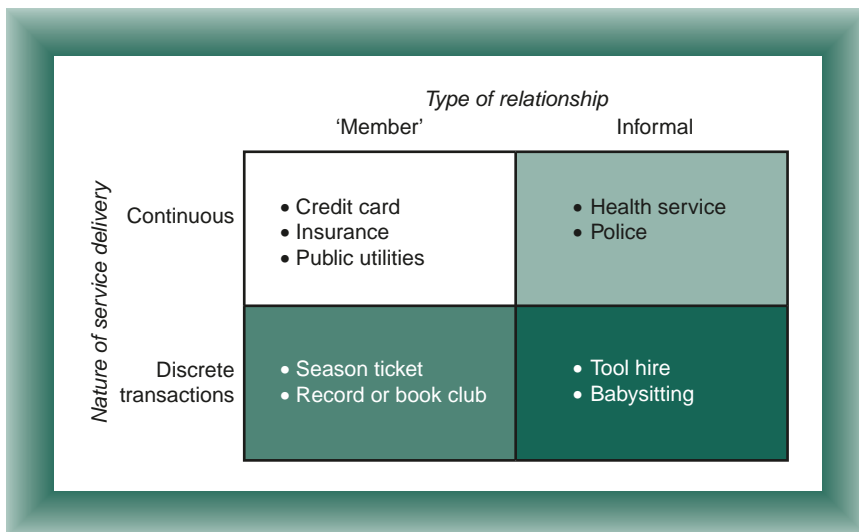 Type of relationship
‘Member’
Informal
Nature of service delivery
Continuous
• Credit card
• Insurance
• Public utilities
• Health service
• Police
Discrete
transactions
• Season ticket
• Record or book club
• Tool hire
• Babysitting